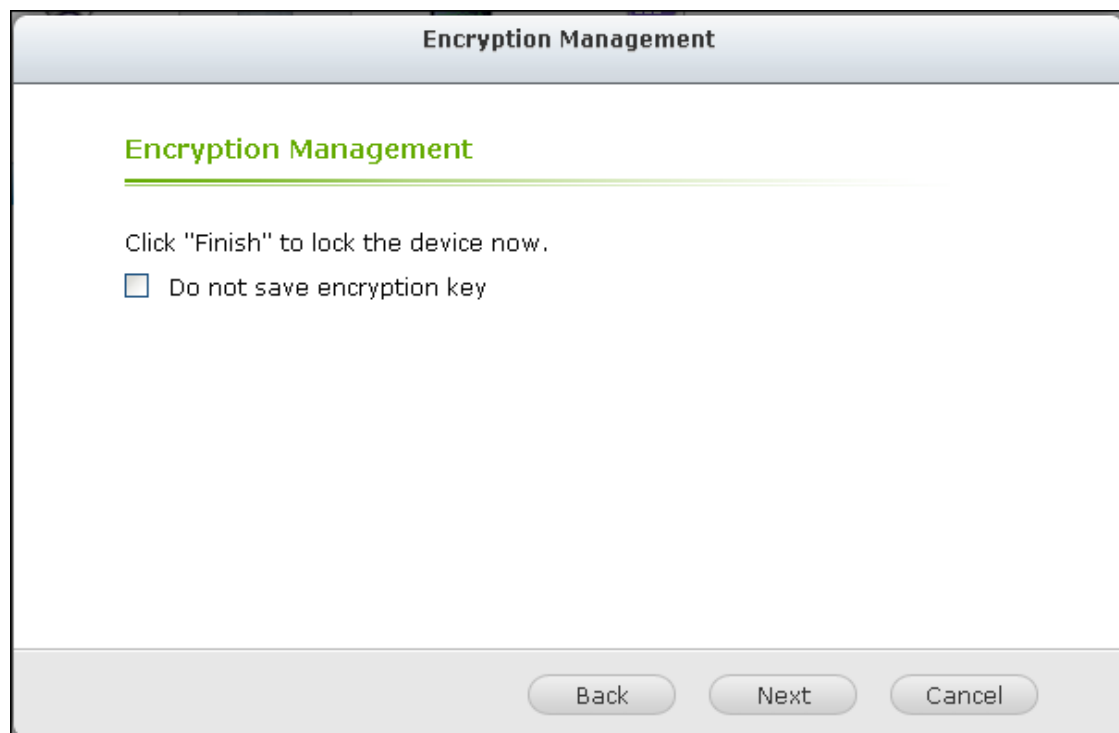 Encryption Management
Encryption Management
Click "Finish" to lock the device now.
Do not save encryption key
Back Next Cancel